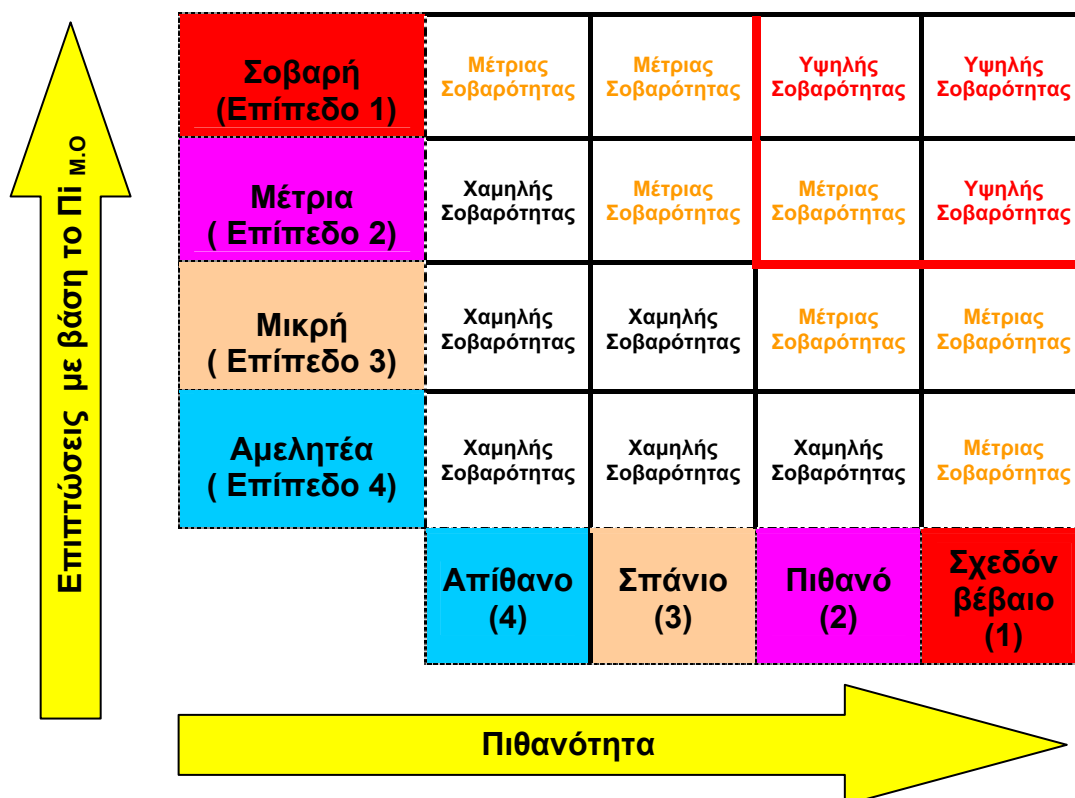 Επιπτώσεις με βάση το Πi Μ.Ο
Σοβαρή
(Επίπεδο 1)
Μέτριας
Σοβαρότητας
Μέτριας
Σοβαρότητας
Υψηλής
Σοβαρότητας
Υψηλής
Σοβαρότητας
Μέτρια
( Επίπεδο 2)
Χαμηλής
Σοβαρότητας
Μέτριας
Σοβαρότητας
Μέτριας
Σοβαρότητας
Υψηλής
Σοβαρότητας
Μικρή
( Επίπεδο 3)
Χαμηλής
Σοβαρότητας
Χαμηλής
Σοβαρότητας
Μέτριας
Σοβαρότητας
Μέτριας
Σοβαρότητας
Αμελητέα
( Επίπεδο 4)
Χαμηλής
Σοβαρότητας
Χαμηλής
Σοβαρότητας
Χαμηλής
Σοβαρότητας
Μέτριας
Σοβαρότητας
Απίθανο
(4)
Σπάνιο
(3)
Πιθανό
(2)
Σχεδόν
βέβαιο
(1)
Πιθανότητα